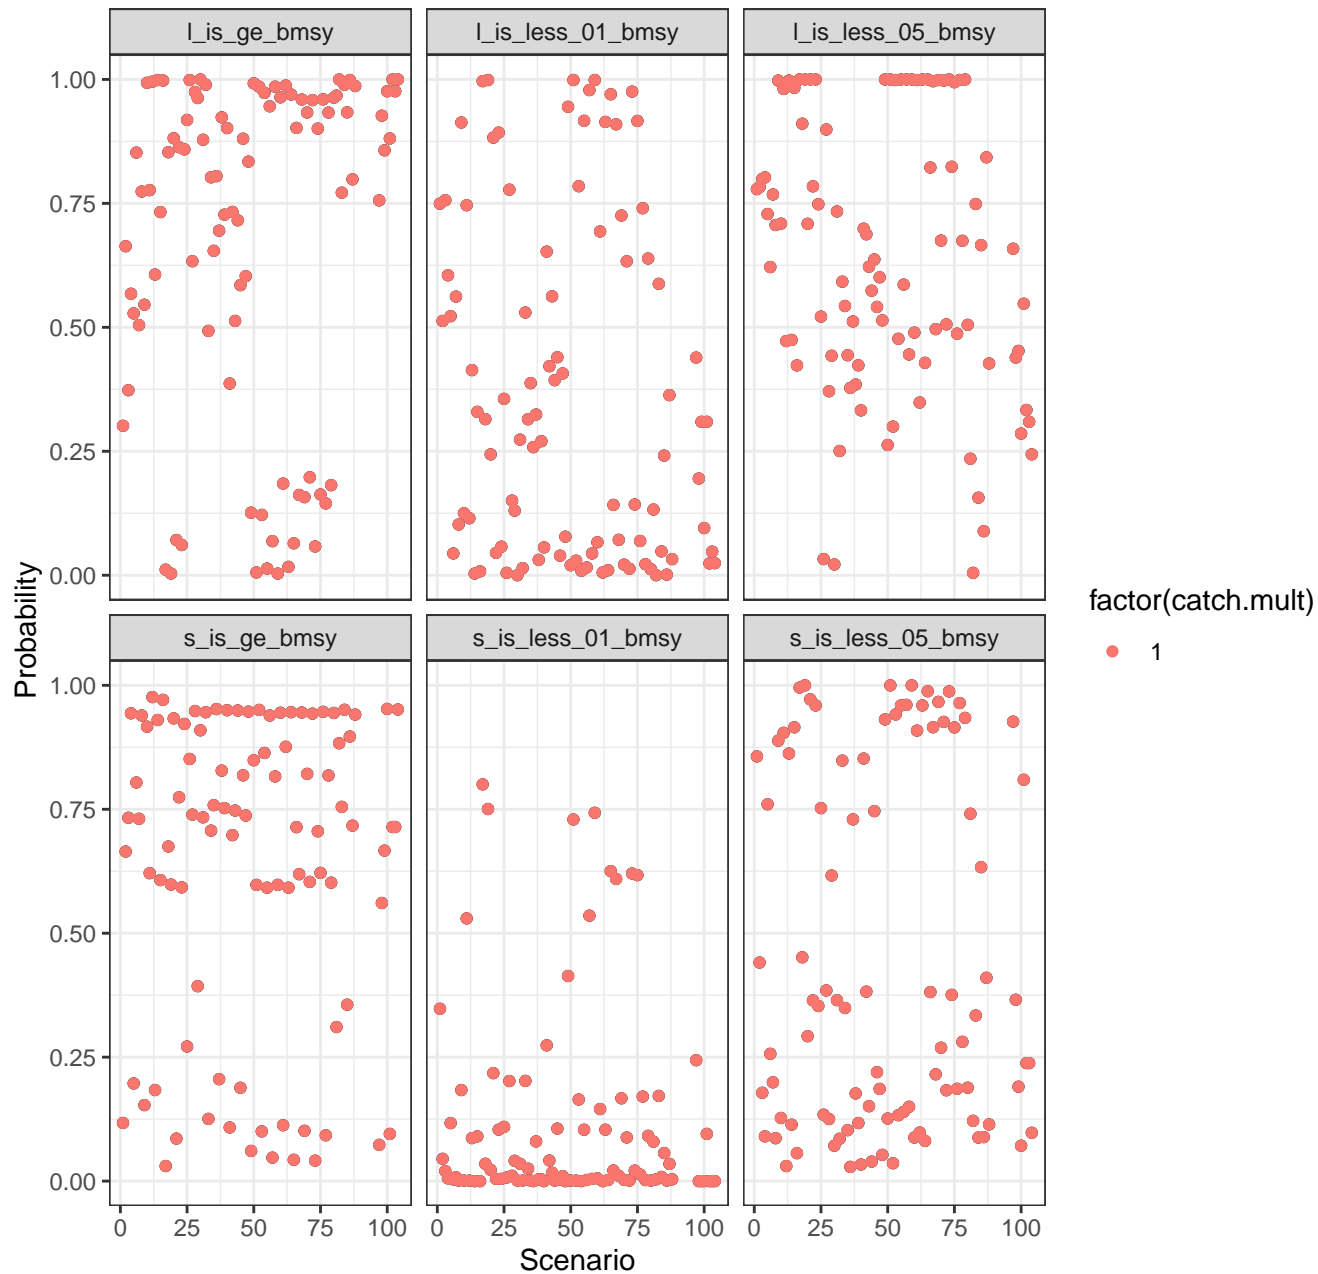 l_is_ge_bmsy l_is_less_01_bmsy l_is_less_05_bmsy
1.00
0.75
0.50
0.25
0.00
Probability
s_is_ge_bmsy s_is_less_01_bmsy s_is_less_05_bmsy
1.00
0.75
0.50
0.25
0.00
0 25 50 75 100 0 25 50 75 100 0 25 50 75 100
Scenario
factor(catch.mult)
1